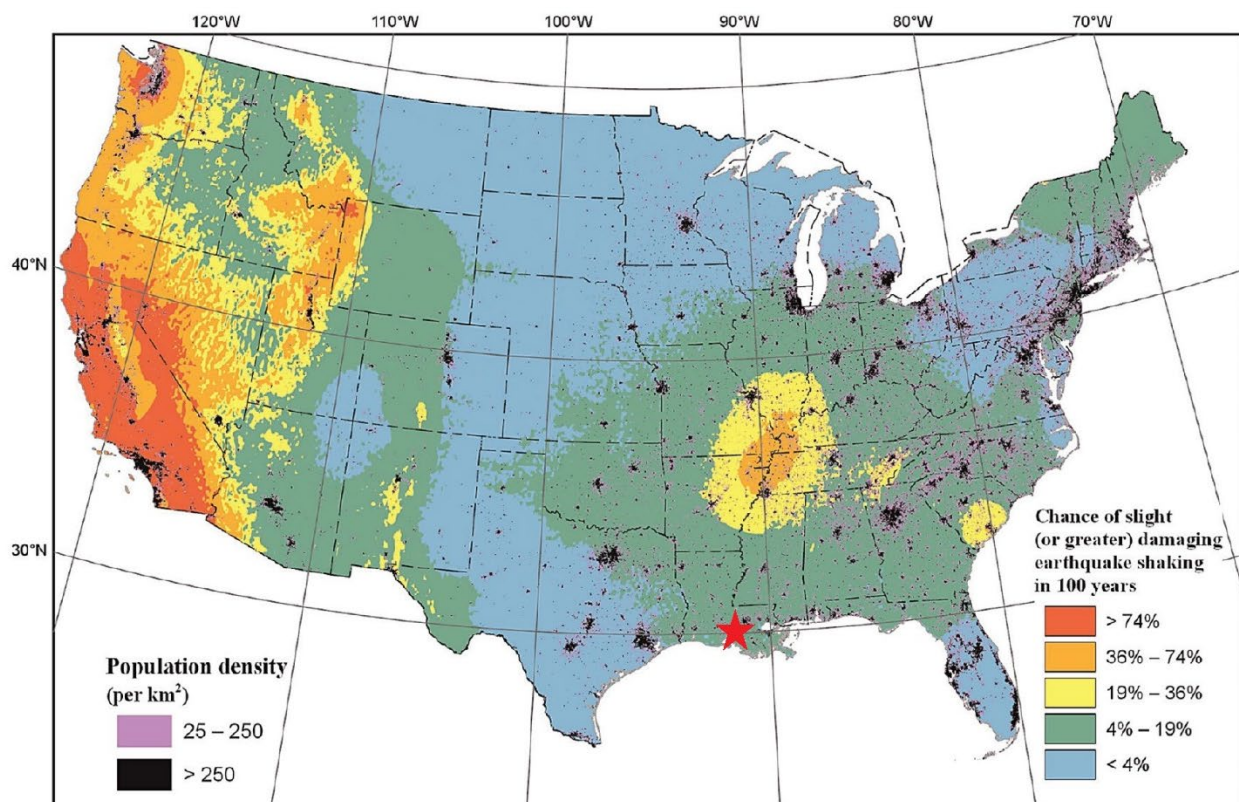 120°W
110°W
100°W
90°W
80°W
70°W
40°N
30°N
Population density
(per km²)
25 – 250
> 250
Chance of slight
(or greater) damaging
earthquake shaking
in 100 years
> 74%
36% – 74%
19% – 36%
4% – 19%
< 4%